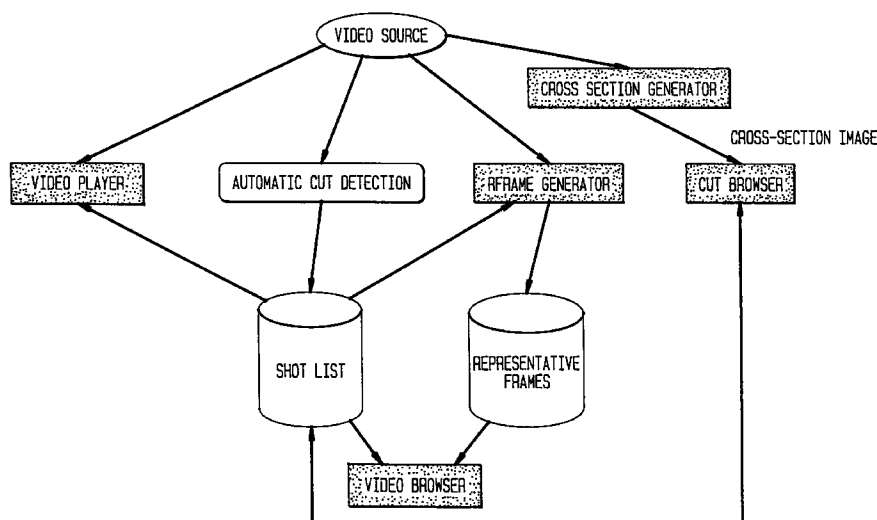 VIDEO SOURCE
CROSS SECTION GENERATOR
CROSS-SECTION IMAGE
VIDEO PLAYER
AUTOMATIC CUT DETECTION
RFRAME GENERATOR
CUT BROWSER
SHOT LIST
REPRESENTATIVE
FRAMES
VIDEO BROWSER